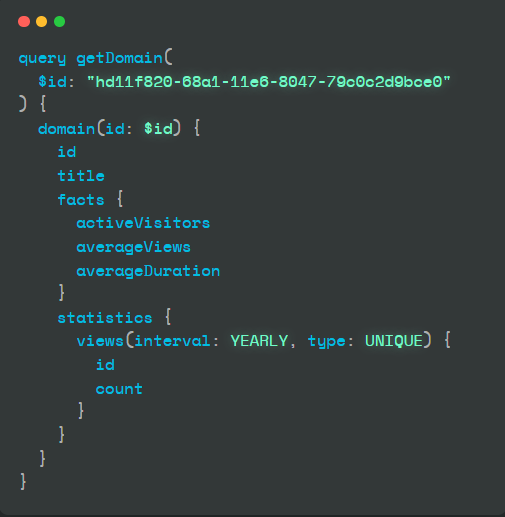 query getDomain(
  $id: "hd11f820-68a1-11e6-8047-79c0c2d9bce0"
) {
  domain(id: $id) {
    id
    title
    facts {
      activeVisitors
      averageViews
      averageDuration
    }
    statistics {
      views(interval: YEARLY, type: UNIQUE) {
        id
        count
      }
    }
  }
}